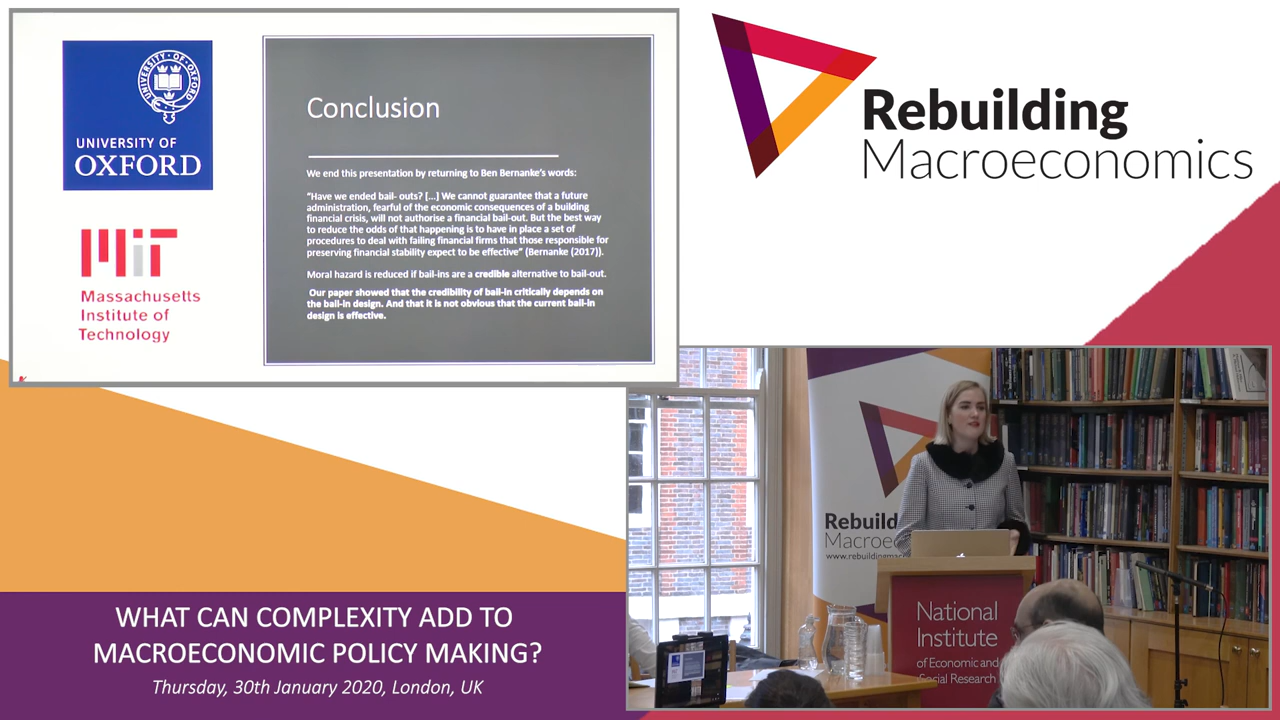 UNIVERSITY OF
OXFORD
Massachusetts
Institute of
Technology
Conclusion
We end this presentation by returning to Ben Bernanke's words:
"Have we ended bail- outs? [...] We cannot guarantee that a future
administration, fearful of the economic consequences of a building
financial crisis, will not authorise a financial bail-out. But the best way
to reduce the odds of that happening is to have in place a set of
procedures to deal with failing financial firms that those responsible for
preserving financial stability expect to be effective" (Bernanke (2017)).
Moral hazard is reduced if bail-ins are a credible alternative to bail-out.
Our paper showed that the credibility of bail-in critically depends on
the bail-in design. And that it is not obvious that the current bail-in
design is effective.
Rebuilding
Macroeconomics
Rebuild
Macroe
www.rebuildingma
National
Institute
of Economic and
Social Research
WHAT CAN COMPLEXITY ADD TO
MACROECONOMIC POLICY MAKING?
Thursday, 30th January 2020, London, UK